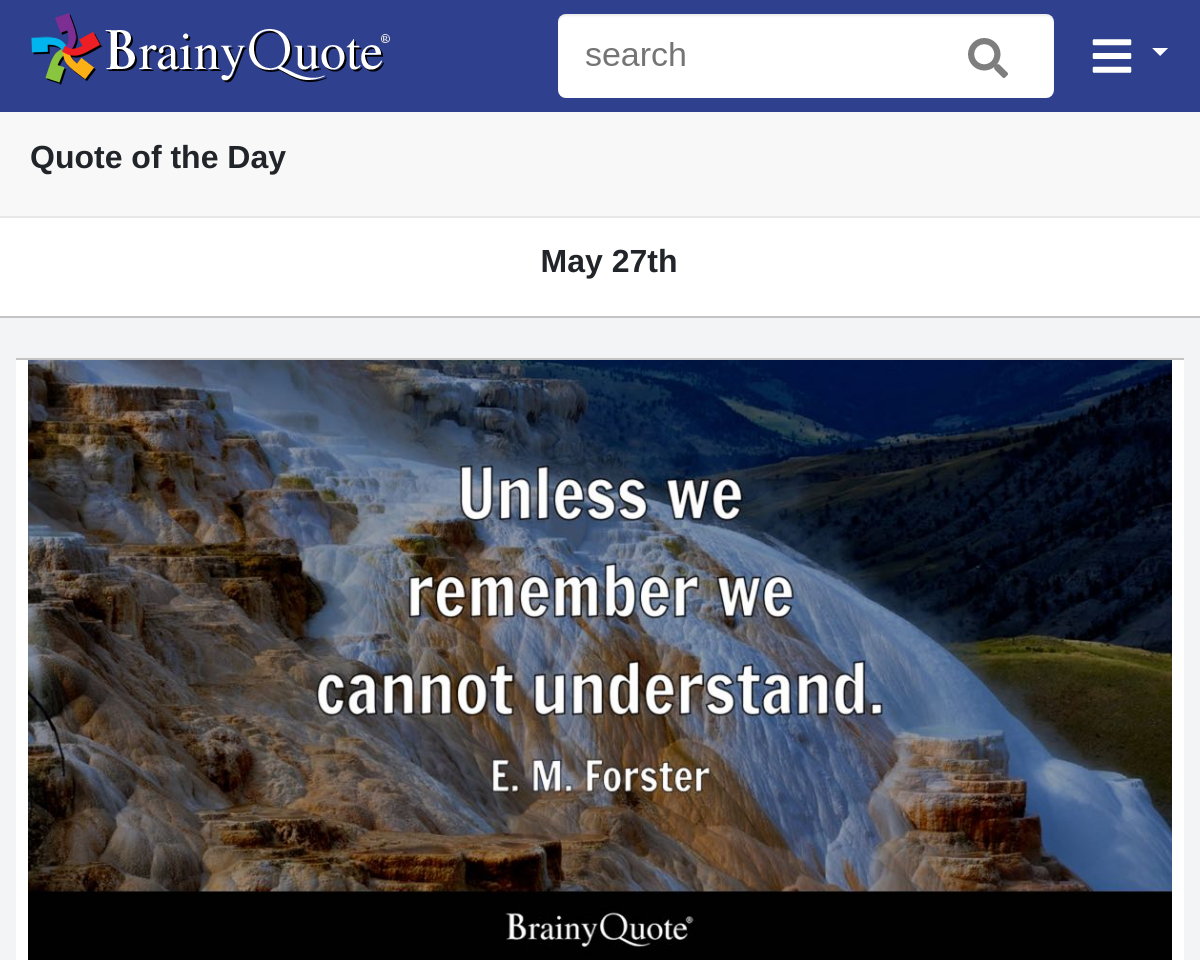 BrainyQuote®
search
Quote of the Day
May 27th
Unless we
remember we
cannot understand.
E. M. Forster
BrainyQuote®